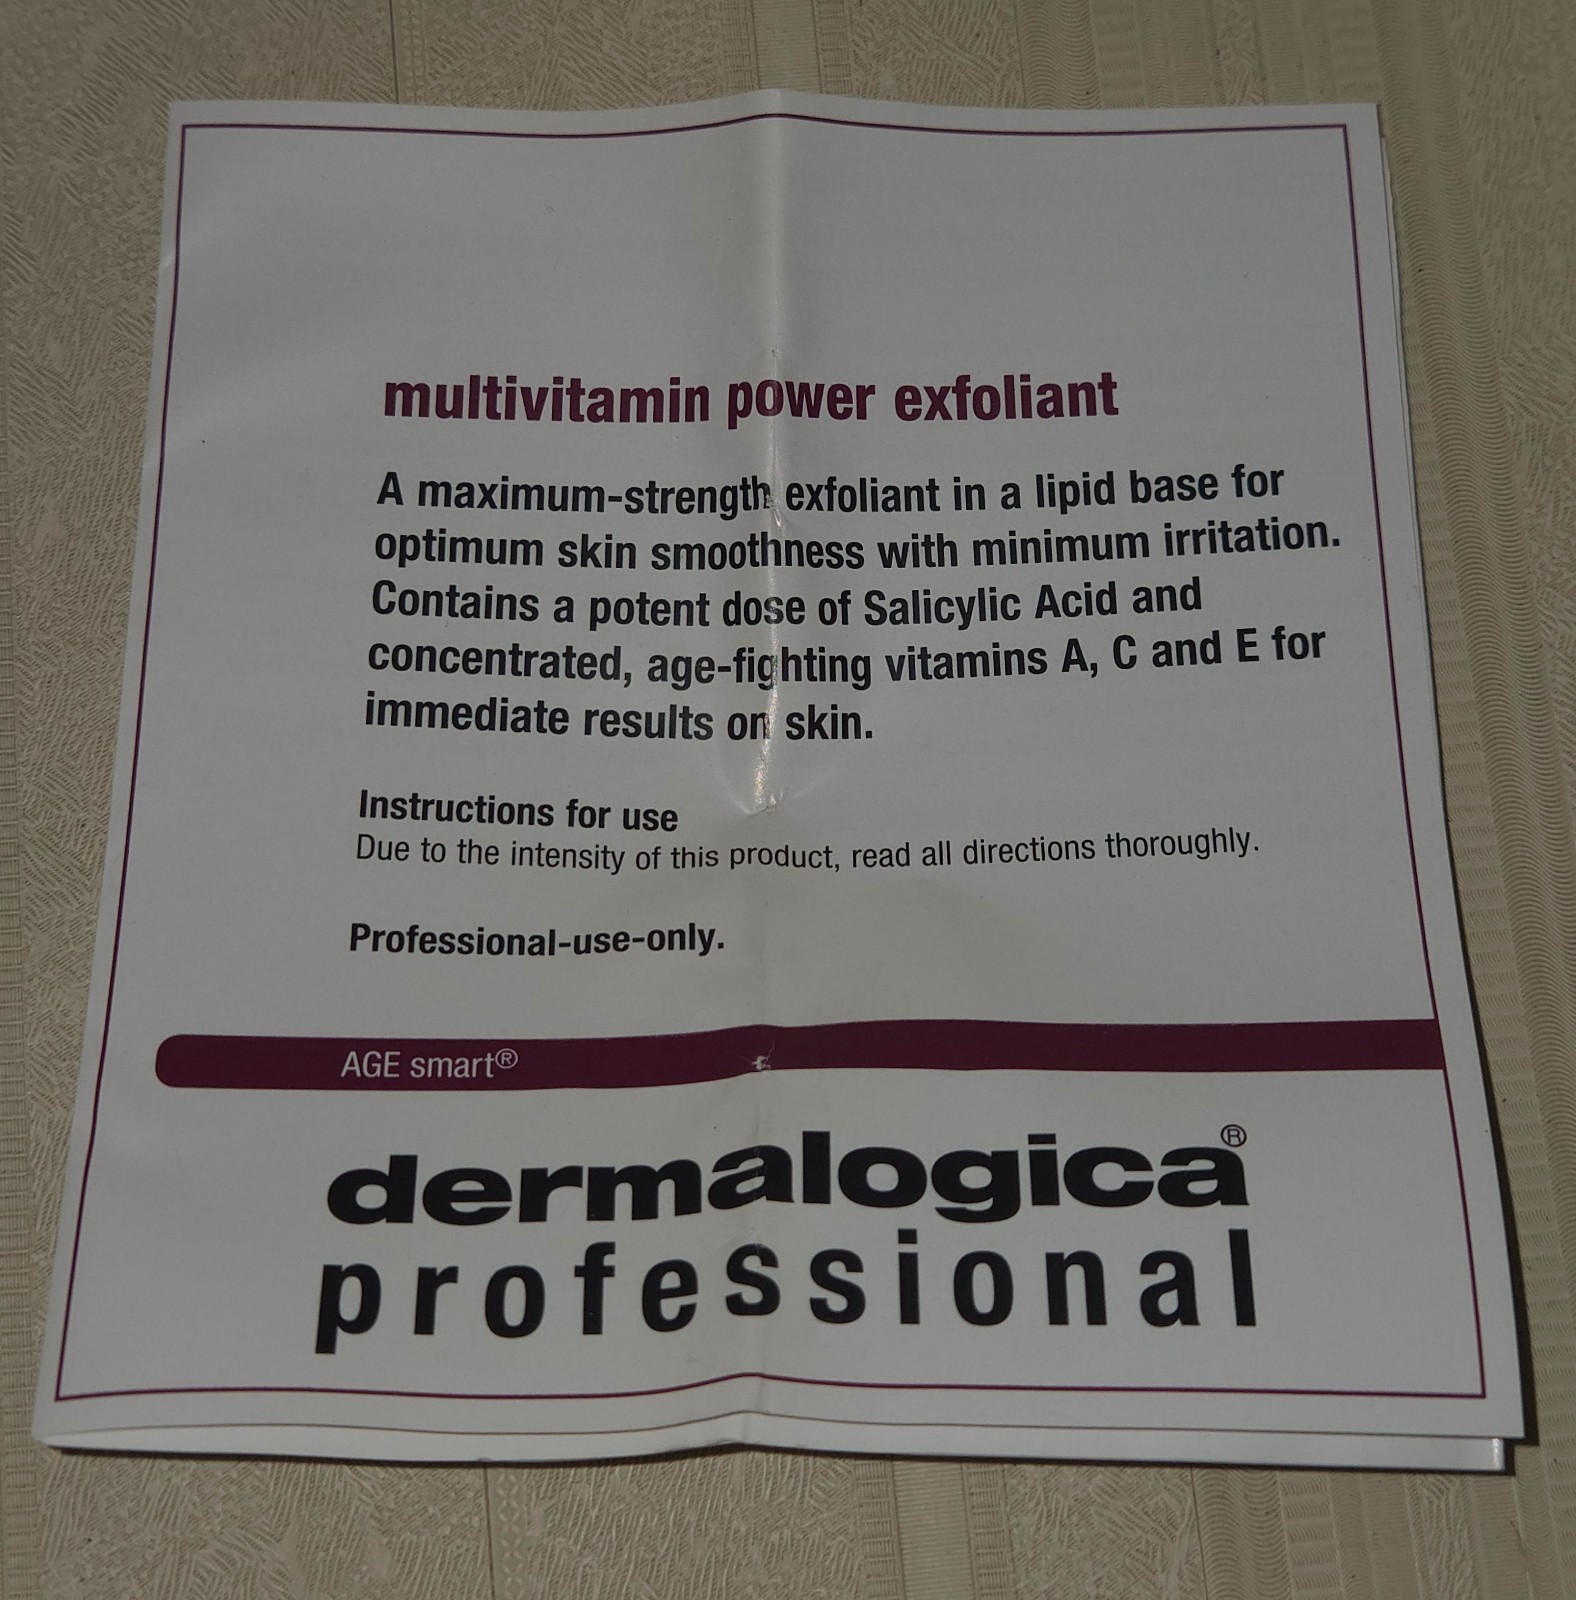 multivitamin power exfoliant
A maximum-strength exfoliant in a lipid base for
optimum skin smoothness with minimum irritation.
Contains a potent dose of Salicylic Acid and
concentrated, age-fighting vitamins A, C and E for
immediate results on skin.
Instructions for use
Due to the intensity of this product, read all directions thoroughly.
Professional-use-only.
AGE smart®
dermalogica®
professional